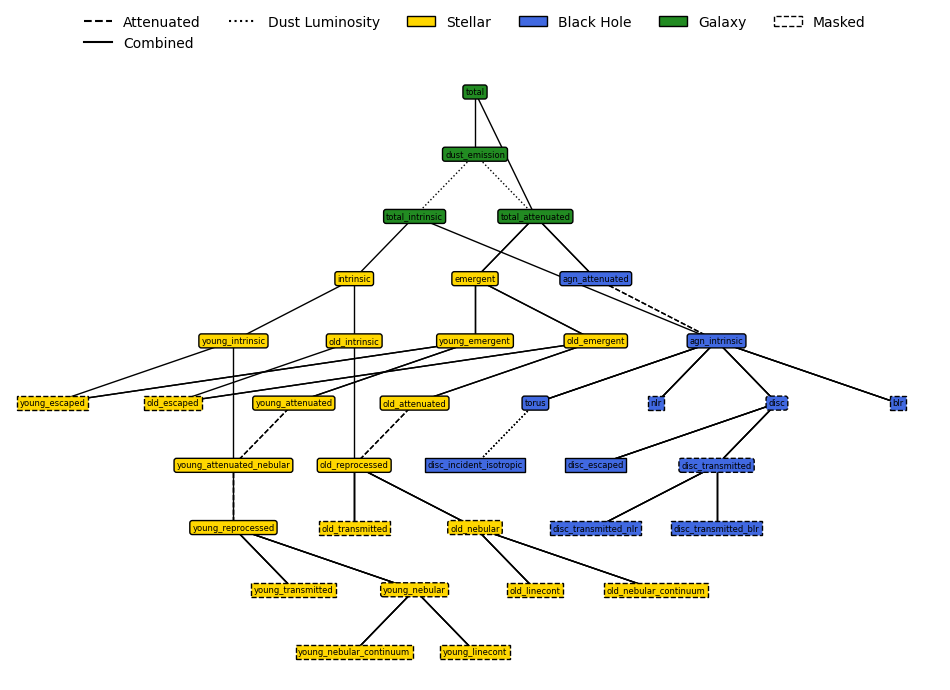 Attenuated Dust Luminosity Stellar Black Hole Galaxy Masked
Combined
total
dust_emission
total_intrinsic total_attenuated
intrinsic emergent agn_attenuated
young_intrinsic old_intrinsic young_emergent old_emergent agn_intrinsic
young_escaped old_escaped young_attenuated old_attenuated torus nlr disc blr
young_attenuated_nebular old_reprocessed disc_incident_isotropic disc_escaped disc_transmitted
young_reprocessed old_transmitted old_nebular disc_transmitted_nlr disc_transmitted_blr
young_transmitted young_nebular old_linecont old_nebular_continuum
young_nebular_continuum young_linecont